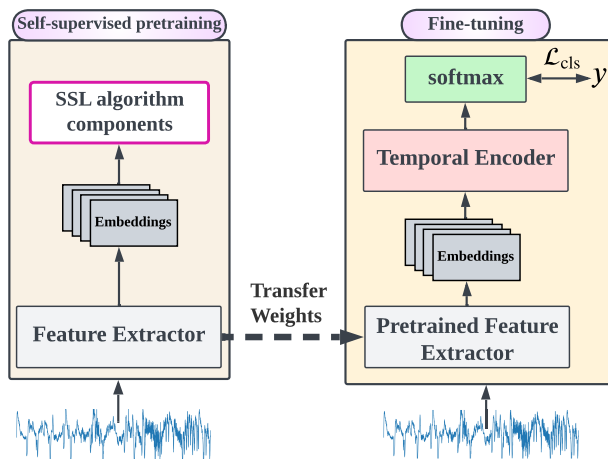 Self-supervised pretraining
SSL algorithm
components
Embeddings
Feature Extractor
Transfer
Weights
Fine-tuning
softmax
ℒcls
y
Temporal Encoder
Embeddings
Pretrained Feature
Extractor